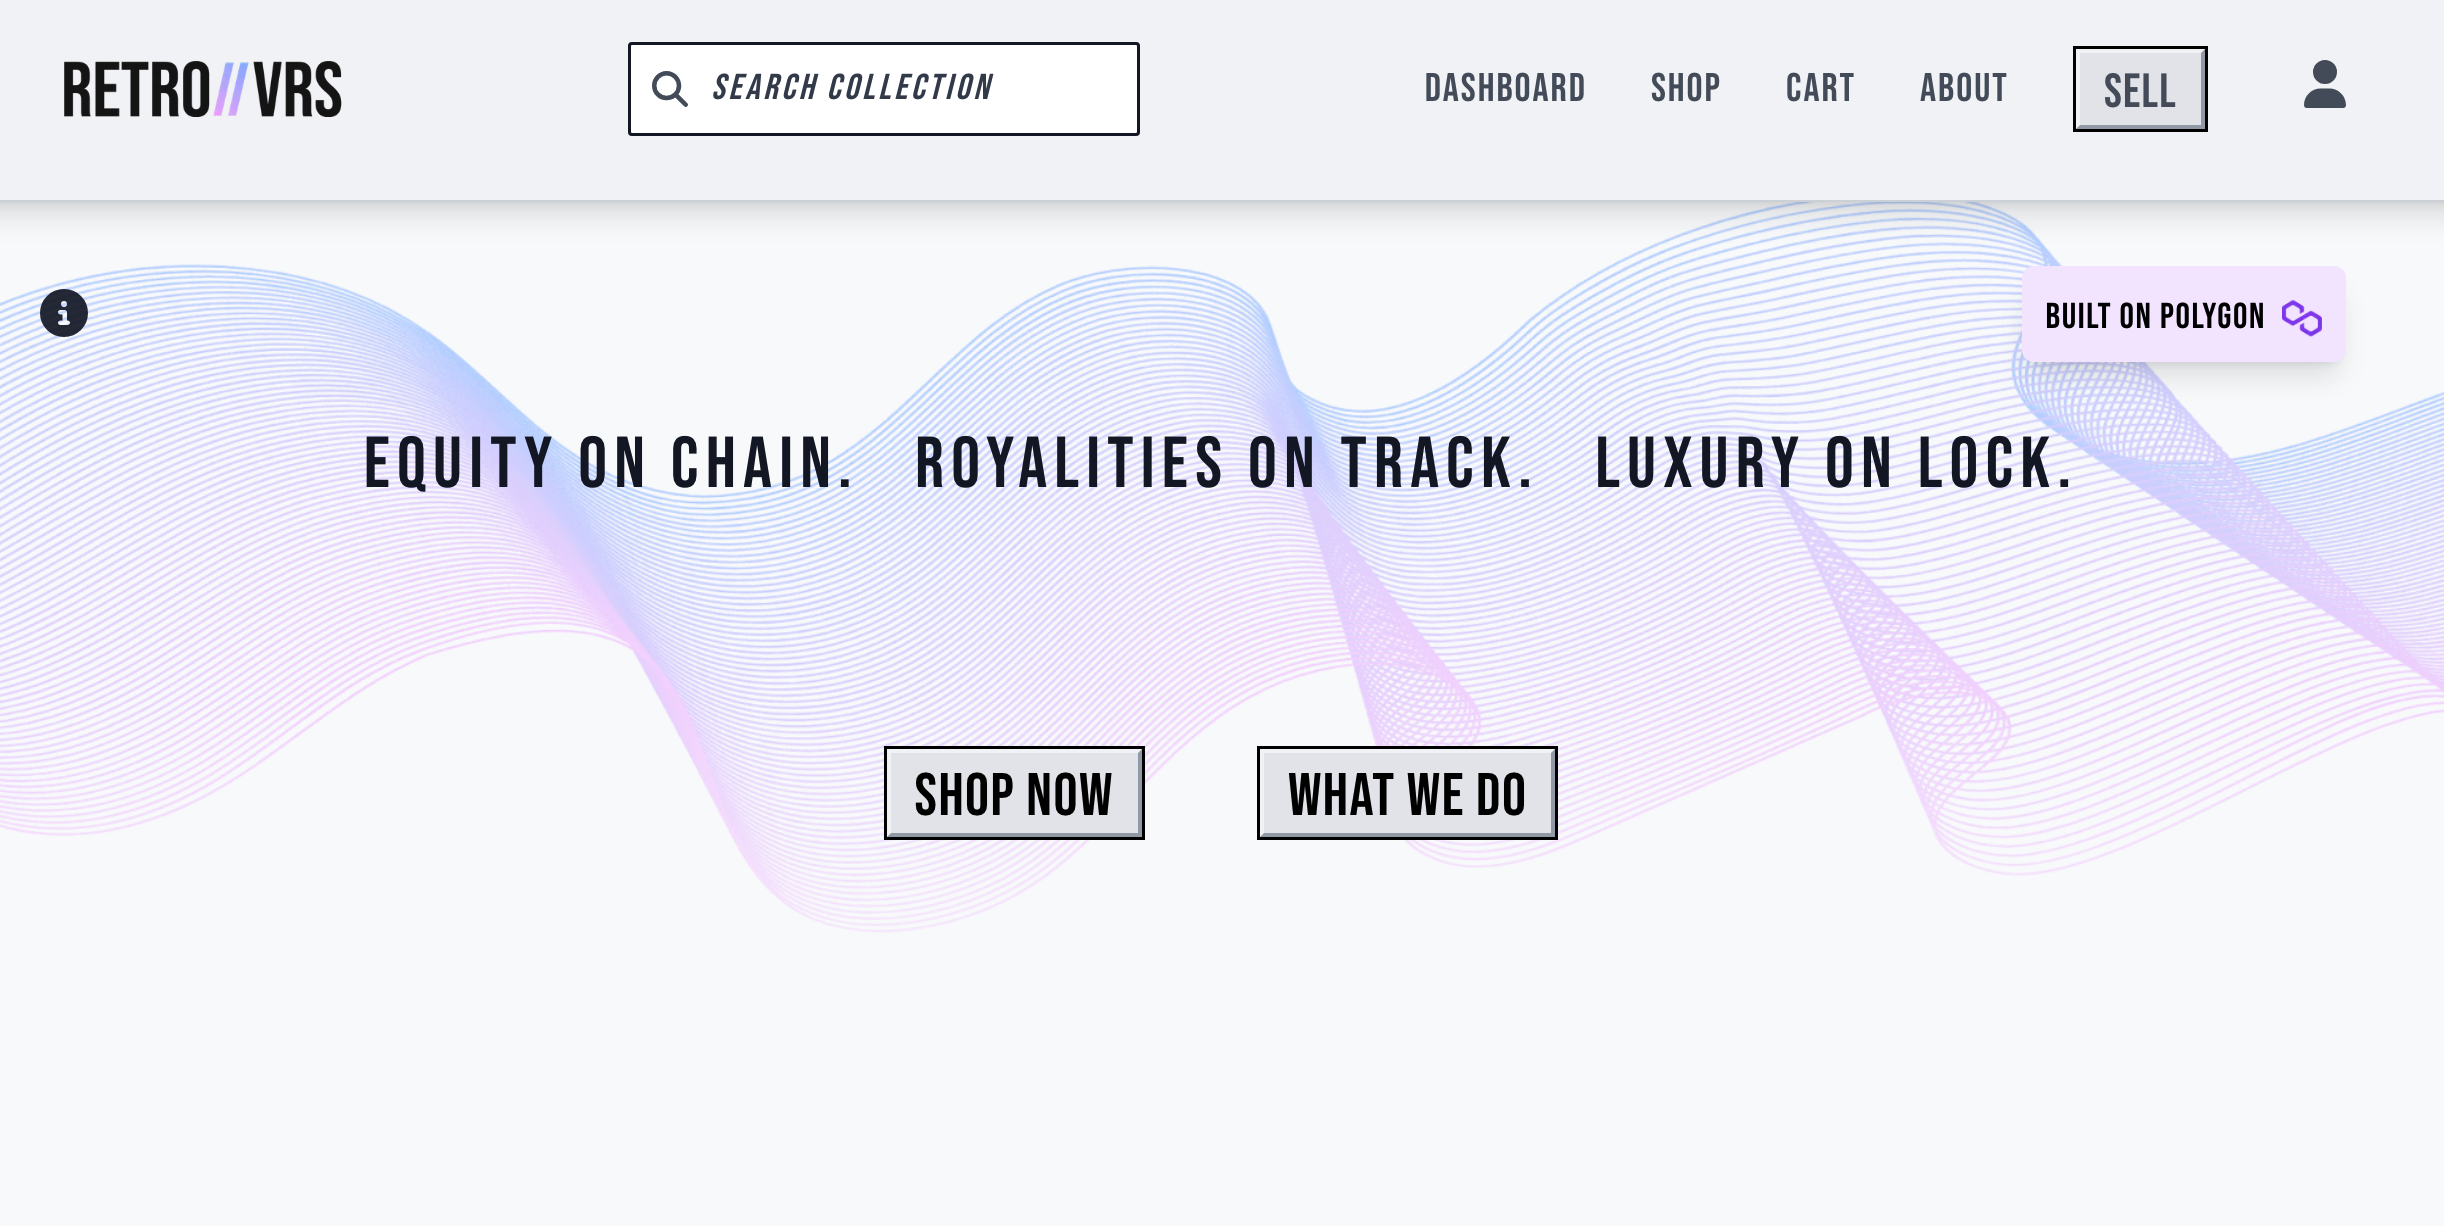 RETRO//VRS
SEARCH COLLECTION
DASHBOARD SHOP CART ABOUT SELL
BUILT ON POLYGON
EQUITY ON CHAIN. ROYALITIES ON TRACK. LUXURY ON LOCK.
SHOP NOW WHAT WE DO